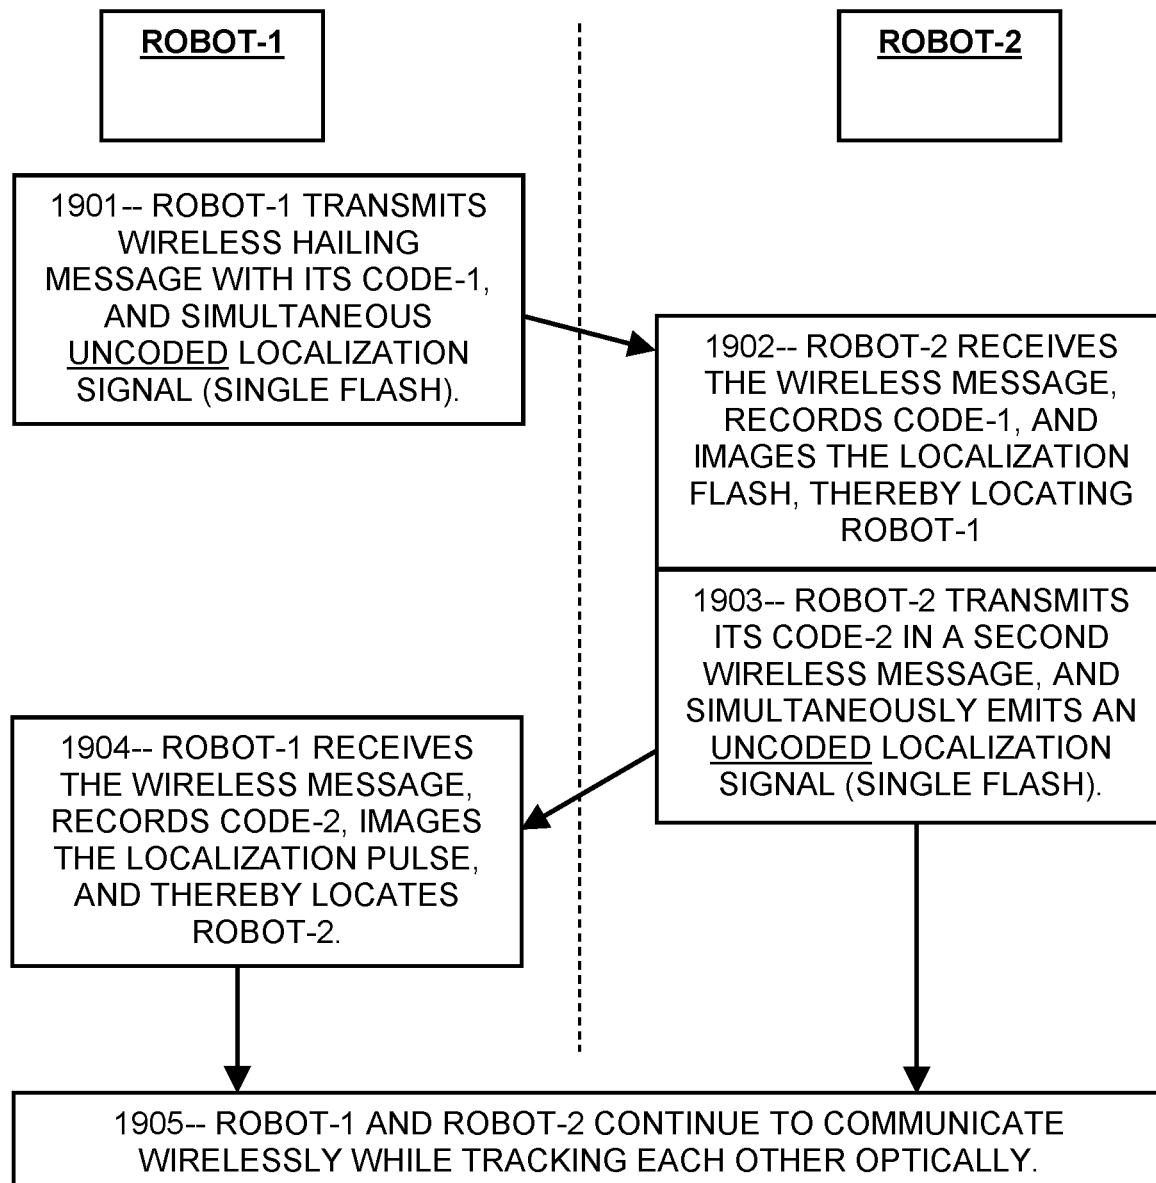 ROBOT-1
ROBOT-2
1901-- ROBOT-1 TRANSMITS
WIRELESS HAILING
MESSAGE WITH ITS CODE-1,
AND SIMULTANEOUS
UNCODED LOCALIZATION
SIGNAL (SINGLE FLASH).
1902-- ROBOT-2 RECEIVES
THE WIRELESS MESSAGE,
RECORDS CODE-1, AND
IMAGES THE LOCALIZATION
FLASH, THEREBY LOCATING
ROBOT-1
1903-- ROBOT-2 TRANSMITS
ITS CODE-2 IN A SECOND
WIRELESS MESSAGE, AND
SIMULTANEOUSLY EMITS AN
UNCODED LOCALIZATION
SIGNAL (SINGLE FLASH).
1904-- ROBOT-1 RECEIVES
THE WIRELESS MESSAGE,
RECORDS CODE-2, IMAGES
THE LOCALIZATION PULSE,
AND THEREBY LOCATES
ROBOT-2.
1905-- ROBOT-1 AND ROBOT-2 CONTINUE TO COMMUNICATE
WIRELESSLY WHILE TRACKING EACH OTHER OPTICALLY.